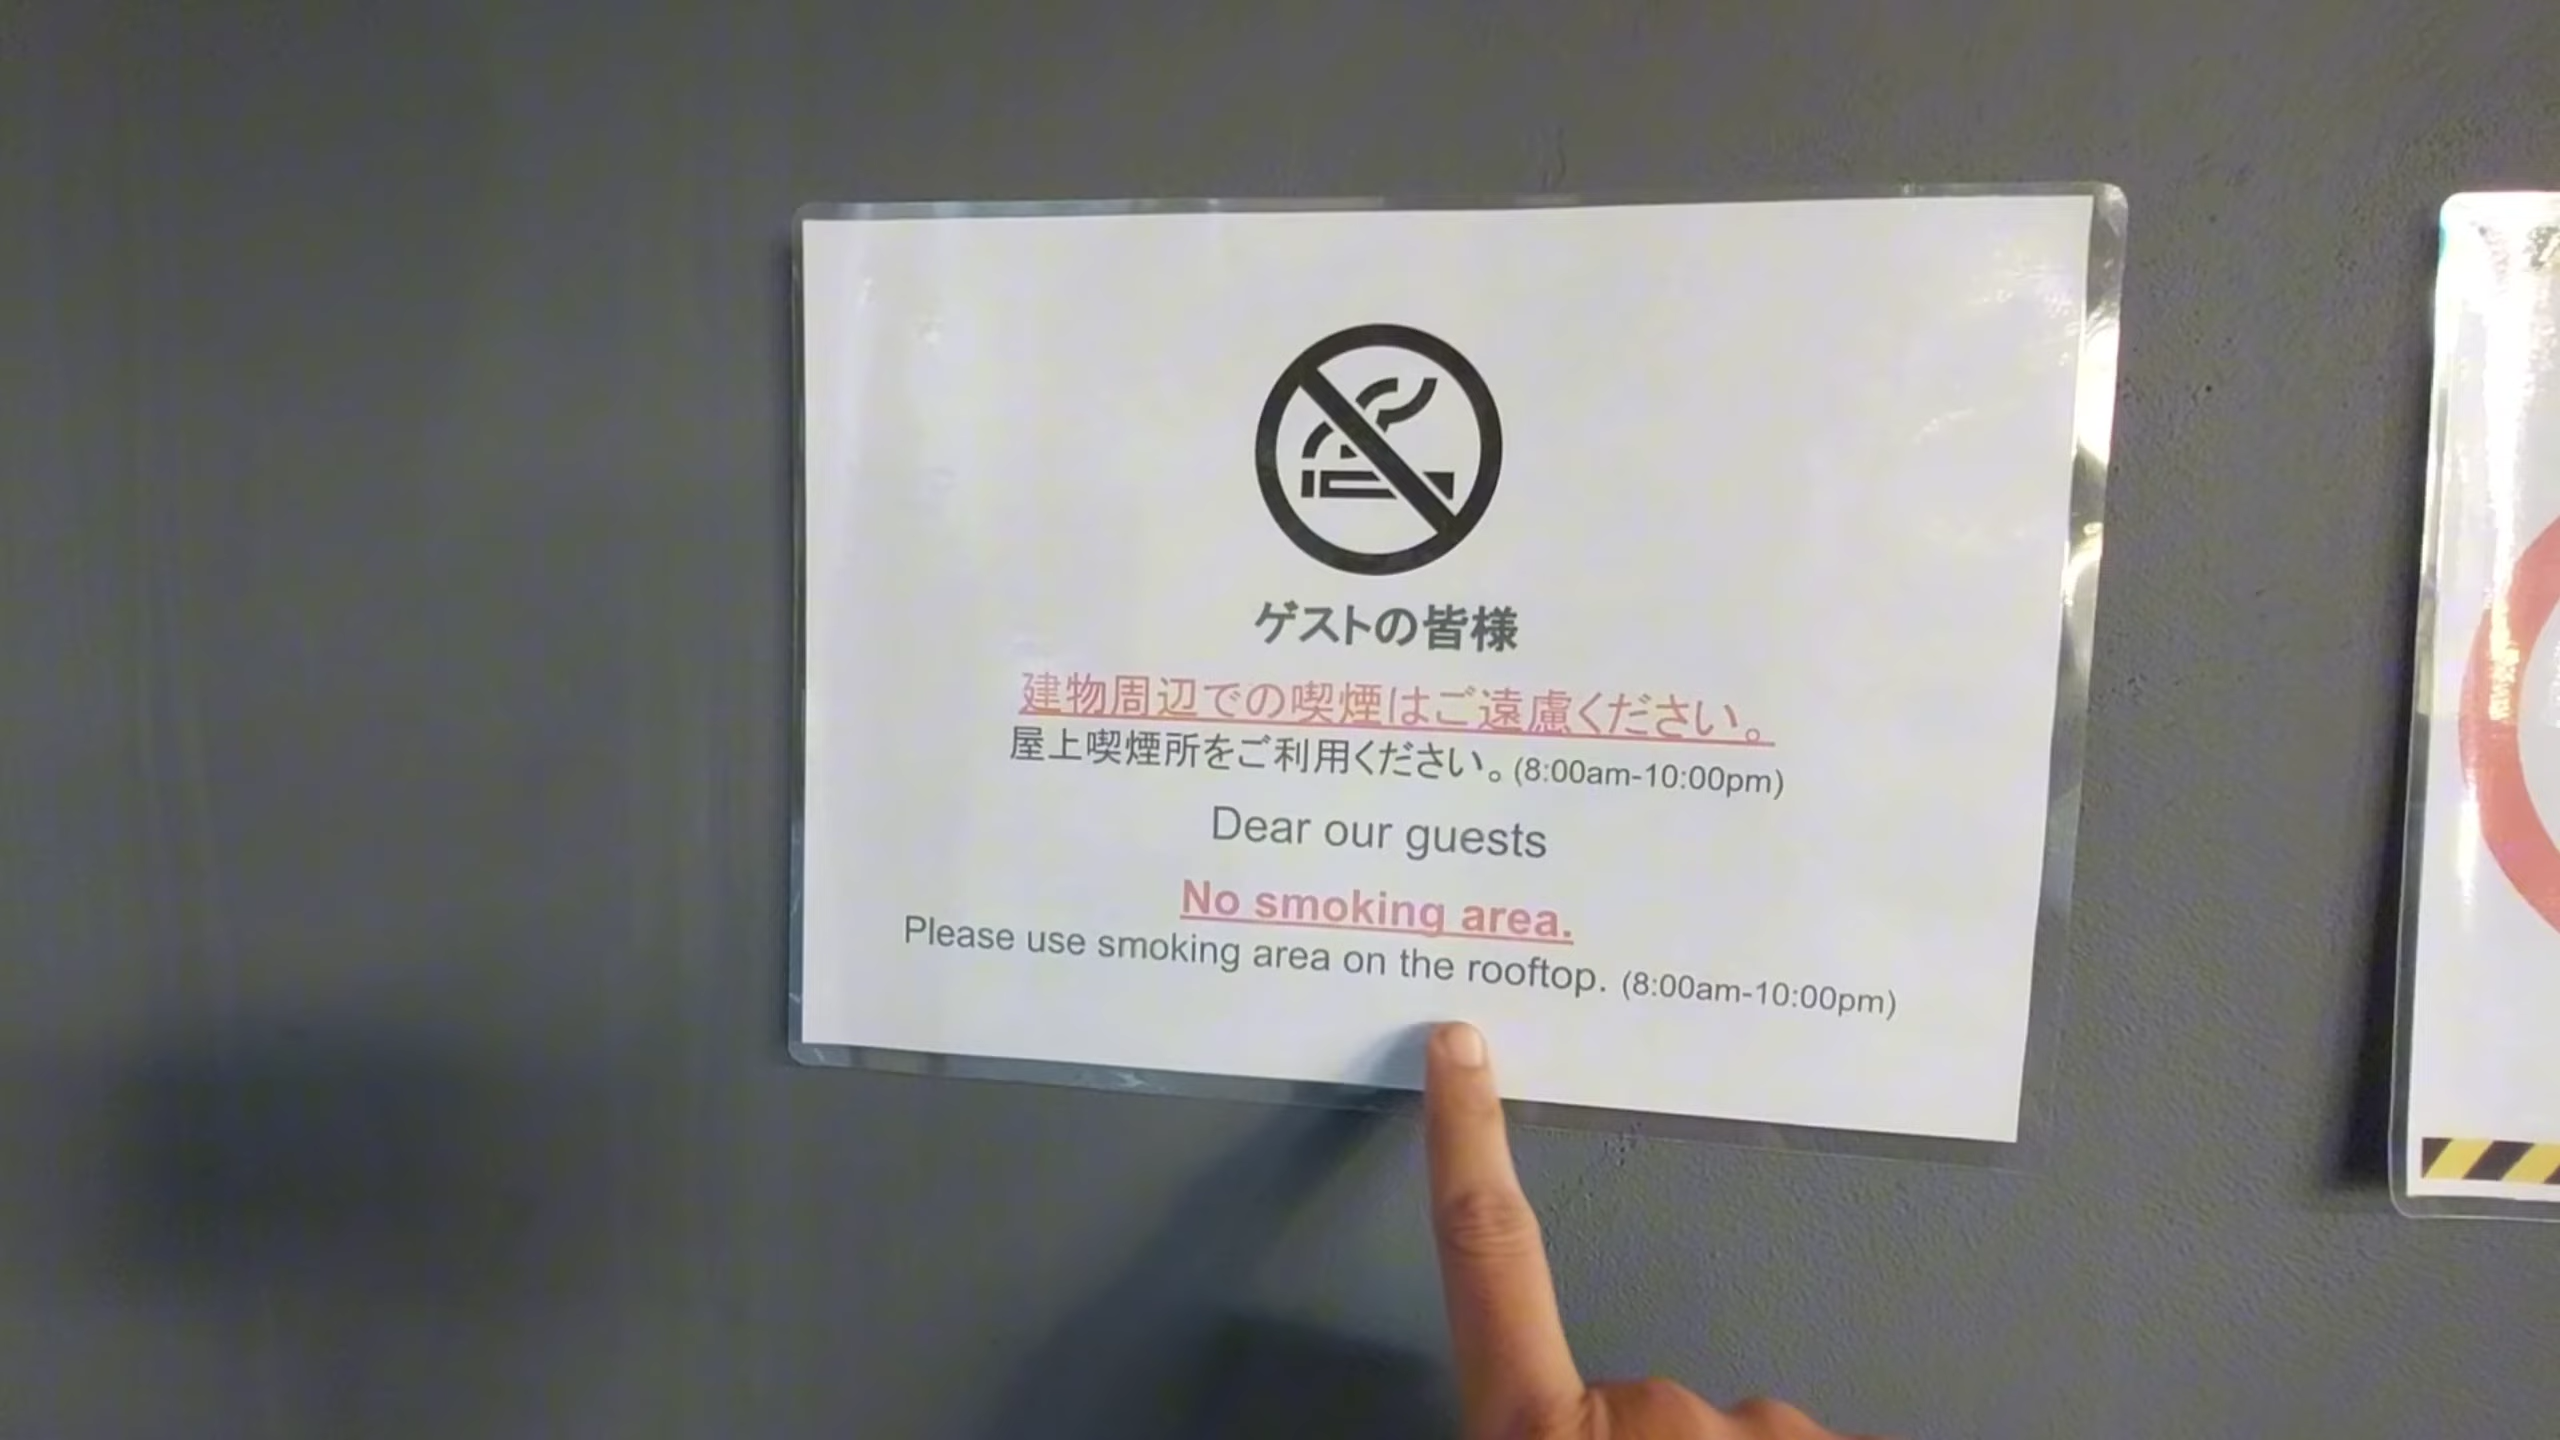 ゲストの皆様
建物周辺での喫煙はご遠慮ください。
屋上喫煙所をご利用ください。(8:00am-10:00pm)
Dear our guests
No smoking area.
Please use smoking area on the rooftop. (8:00am-10:00pm)